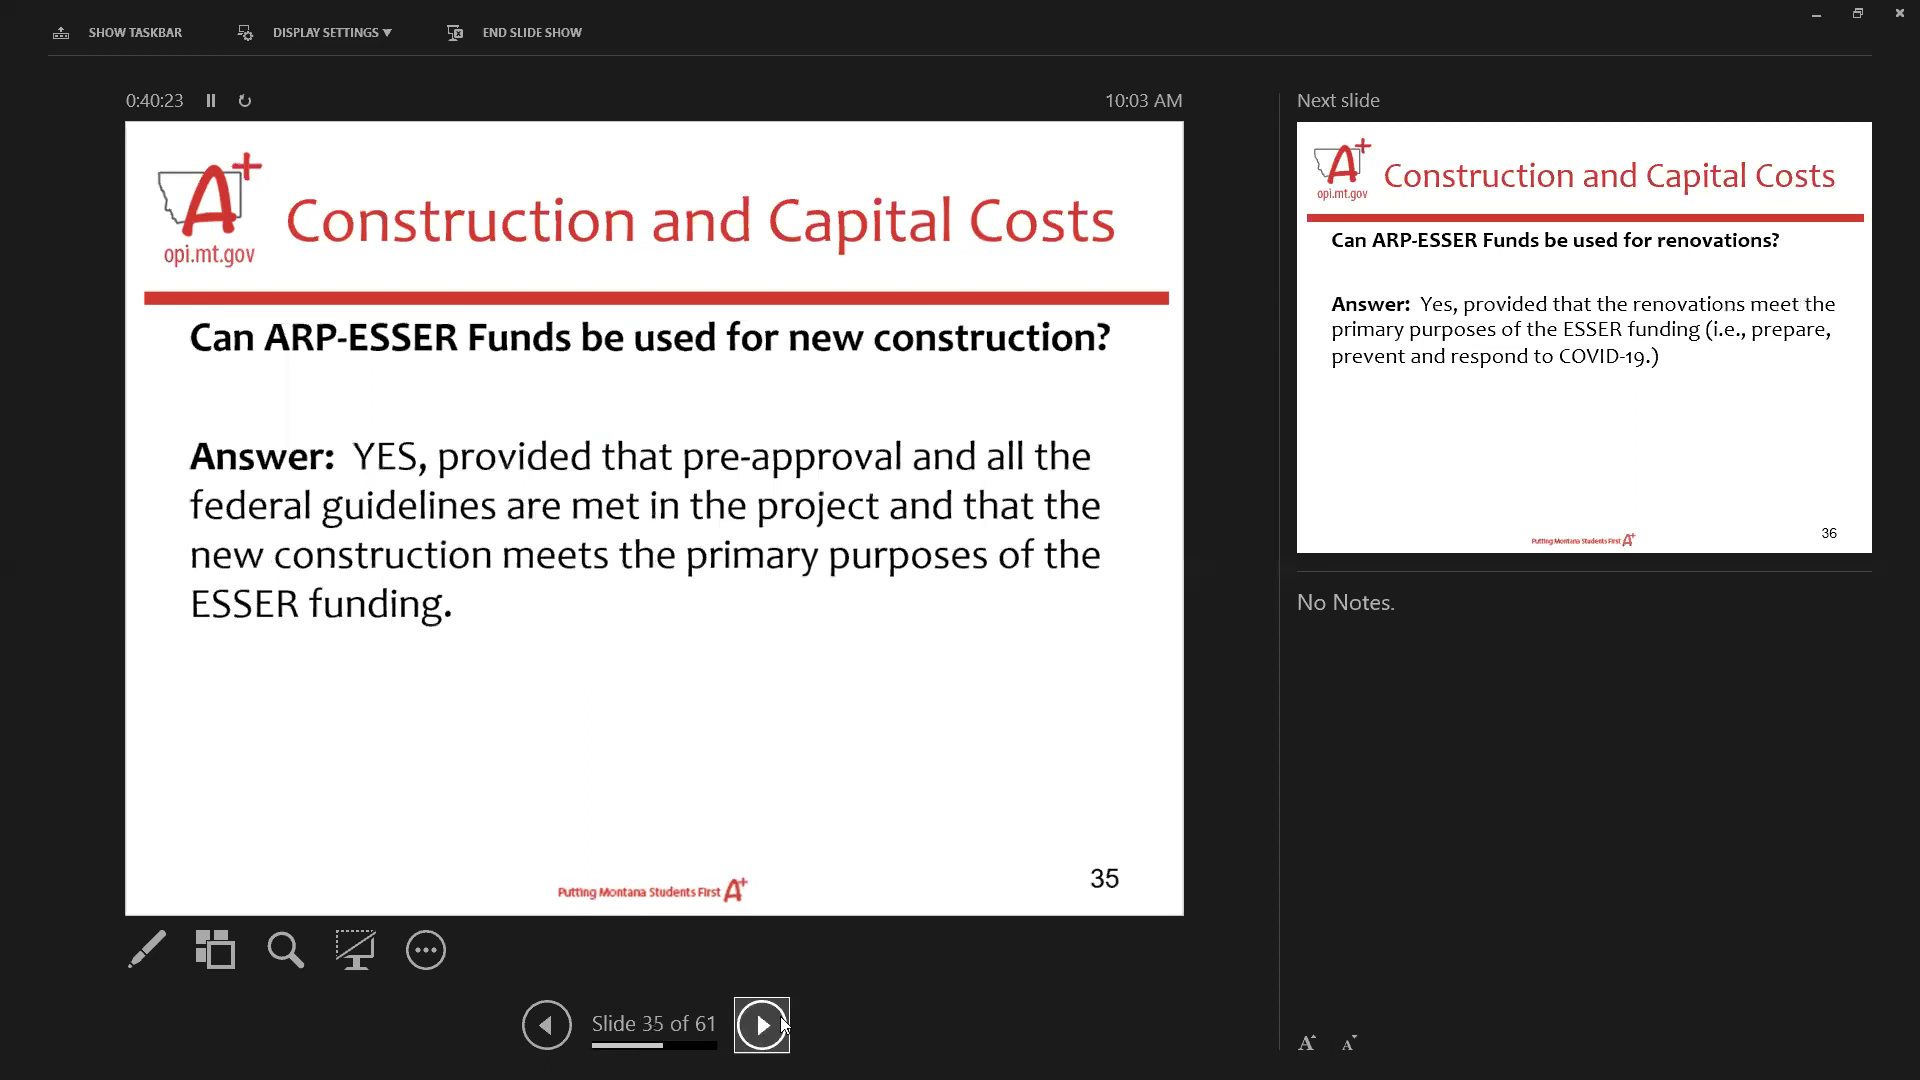 SHOW TASKBAR
DISPLAY SETTINGS ▼
END SLIDE SHOW
0:40:23
10:03 AM
A+
opi.mt.gov
Construction and Capital Costs
Can ARP-ESSER Funds be used for new construction?
Answer: YES, provided that pre-approval and all the
federal guidelines are met in the project and that the
new construction meets the primary purposes of the
ESSER funding.
Putting Montana Students First A+
35
Slide 35 of 61
Next slide
A+
opi.mt.gov
Construction and Capital Costs
Can ARP-ESSER Funds be used for renovations?
Answer: Yes, provided that the renovations meet the
primary purposes of the ESSER funding (i.e., prepare,
prevent and respond to COVID-19.)
Putting Montana Students First A+
36
No Notes.
A A